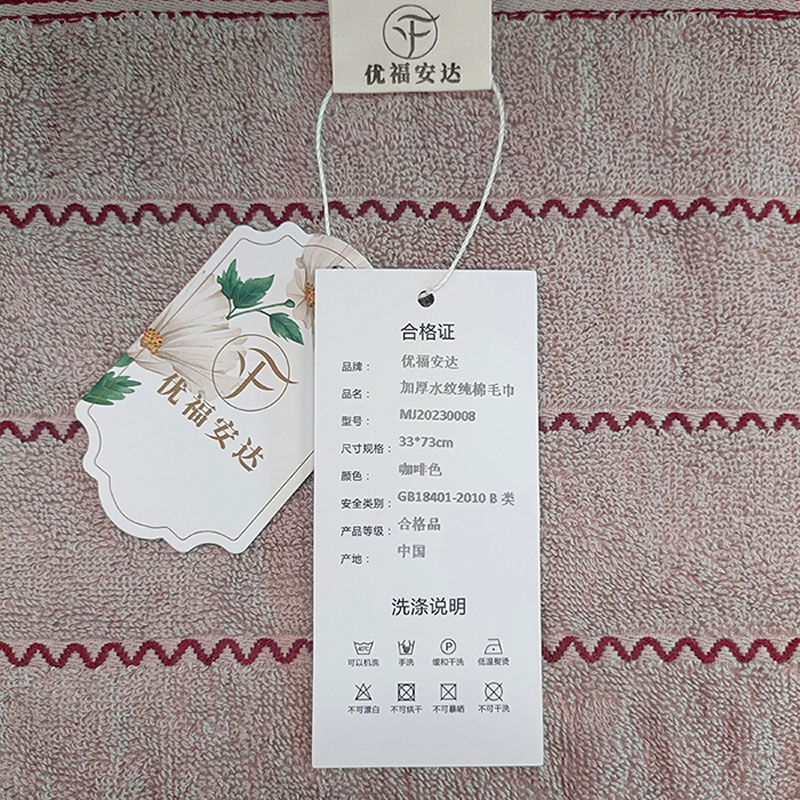 优福安达
优福安达
合格证
品牌： 优福安达
品名： 加厚水纹纯棉毛巾
型号： MJ20230008
尺寸规格： 33*73cm
颜色： 咖啡色
安全类别： GB18401-2010 B 类
产品等级： 合格品
产地： 中国
洗涤说明
可以机洗 手洗 缓和干洗 低温熨烫
不可漂白 不可烘干 不可暴晒 不可干洗